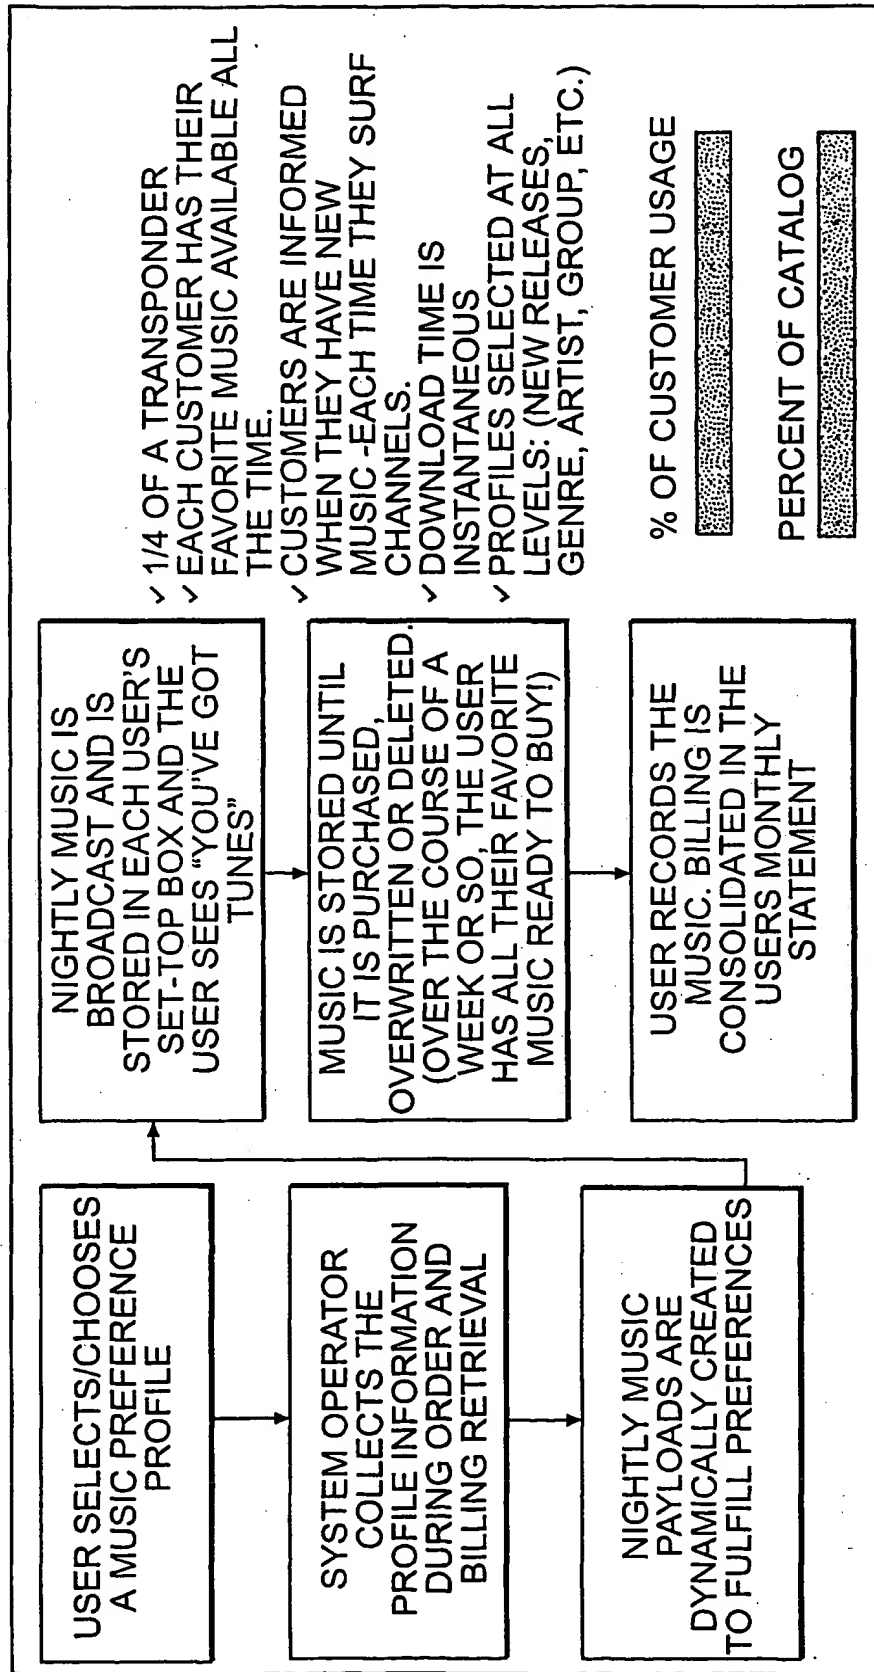 USER SELECTS/CHOOSES
A MUSIC PREFERENCE
PROFILE
SYSTEM OPERATOR
COLLECTS THE
PROFILE INFORMATION
DURING ORDER AND
BILLING RETRIEVAL
NIGHTLY MUSIC
PAYLOADS ARE
DYNAMICALLY CREATED
TO FULFILL PREFERENCES
NIGHTLY MUSIC IS
BROADCAST AND IS
STORED IN EACH USER'S
SET-TOP BOX AND THE
USER SEES "YOU'VE GOT
TUNES"
MUSIC IS STORED UNTIL
IT IS PURCHASED,
OVERWRITTEN OR DELETED.
(OVER THE COURSE OF A
WEEK OR SO, THE USER
HAS ALL THEIR FAVORITE
MUSIC READY TO BUY!)
USER RECORDS THE
MUSIC. BILLING IS
CONSOLIDATED IN THE
USERS MONTHLY
STATEMENT
✓ 1/4 OF A TRANSPONDER
✓ EACH CUSTOMER HAS THEIR
FAVORITE MUSIC AVAILABLE ALL
THE TIME.
✓ CUSTOMERS ARE INFORMED
WHEN THEY HAVE NEW
MUSIC -EACH TIME THEY SURF
CHANNELS.
✓ DOWNLOAD TIME IS
INSTANTANEOUS
✓ PROFILES SELECTED AT ALL
LEVELS: (NEW RELEASES,
GENRE, ARTIST, GROUP, ETC.)
% OF CUSTOMER USAGE
PERCENT OF CATALOG